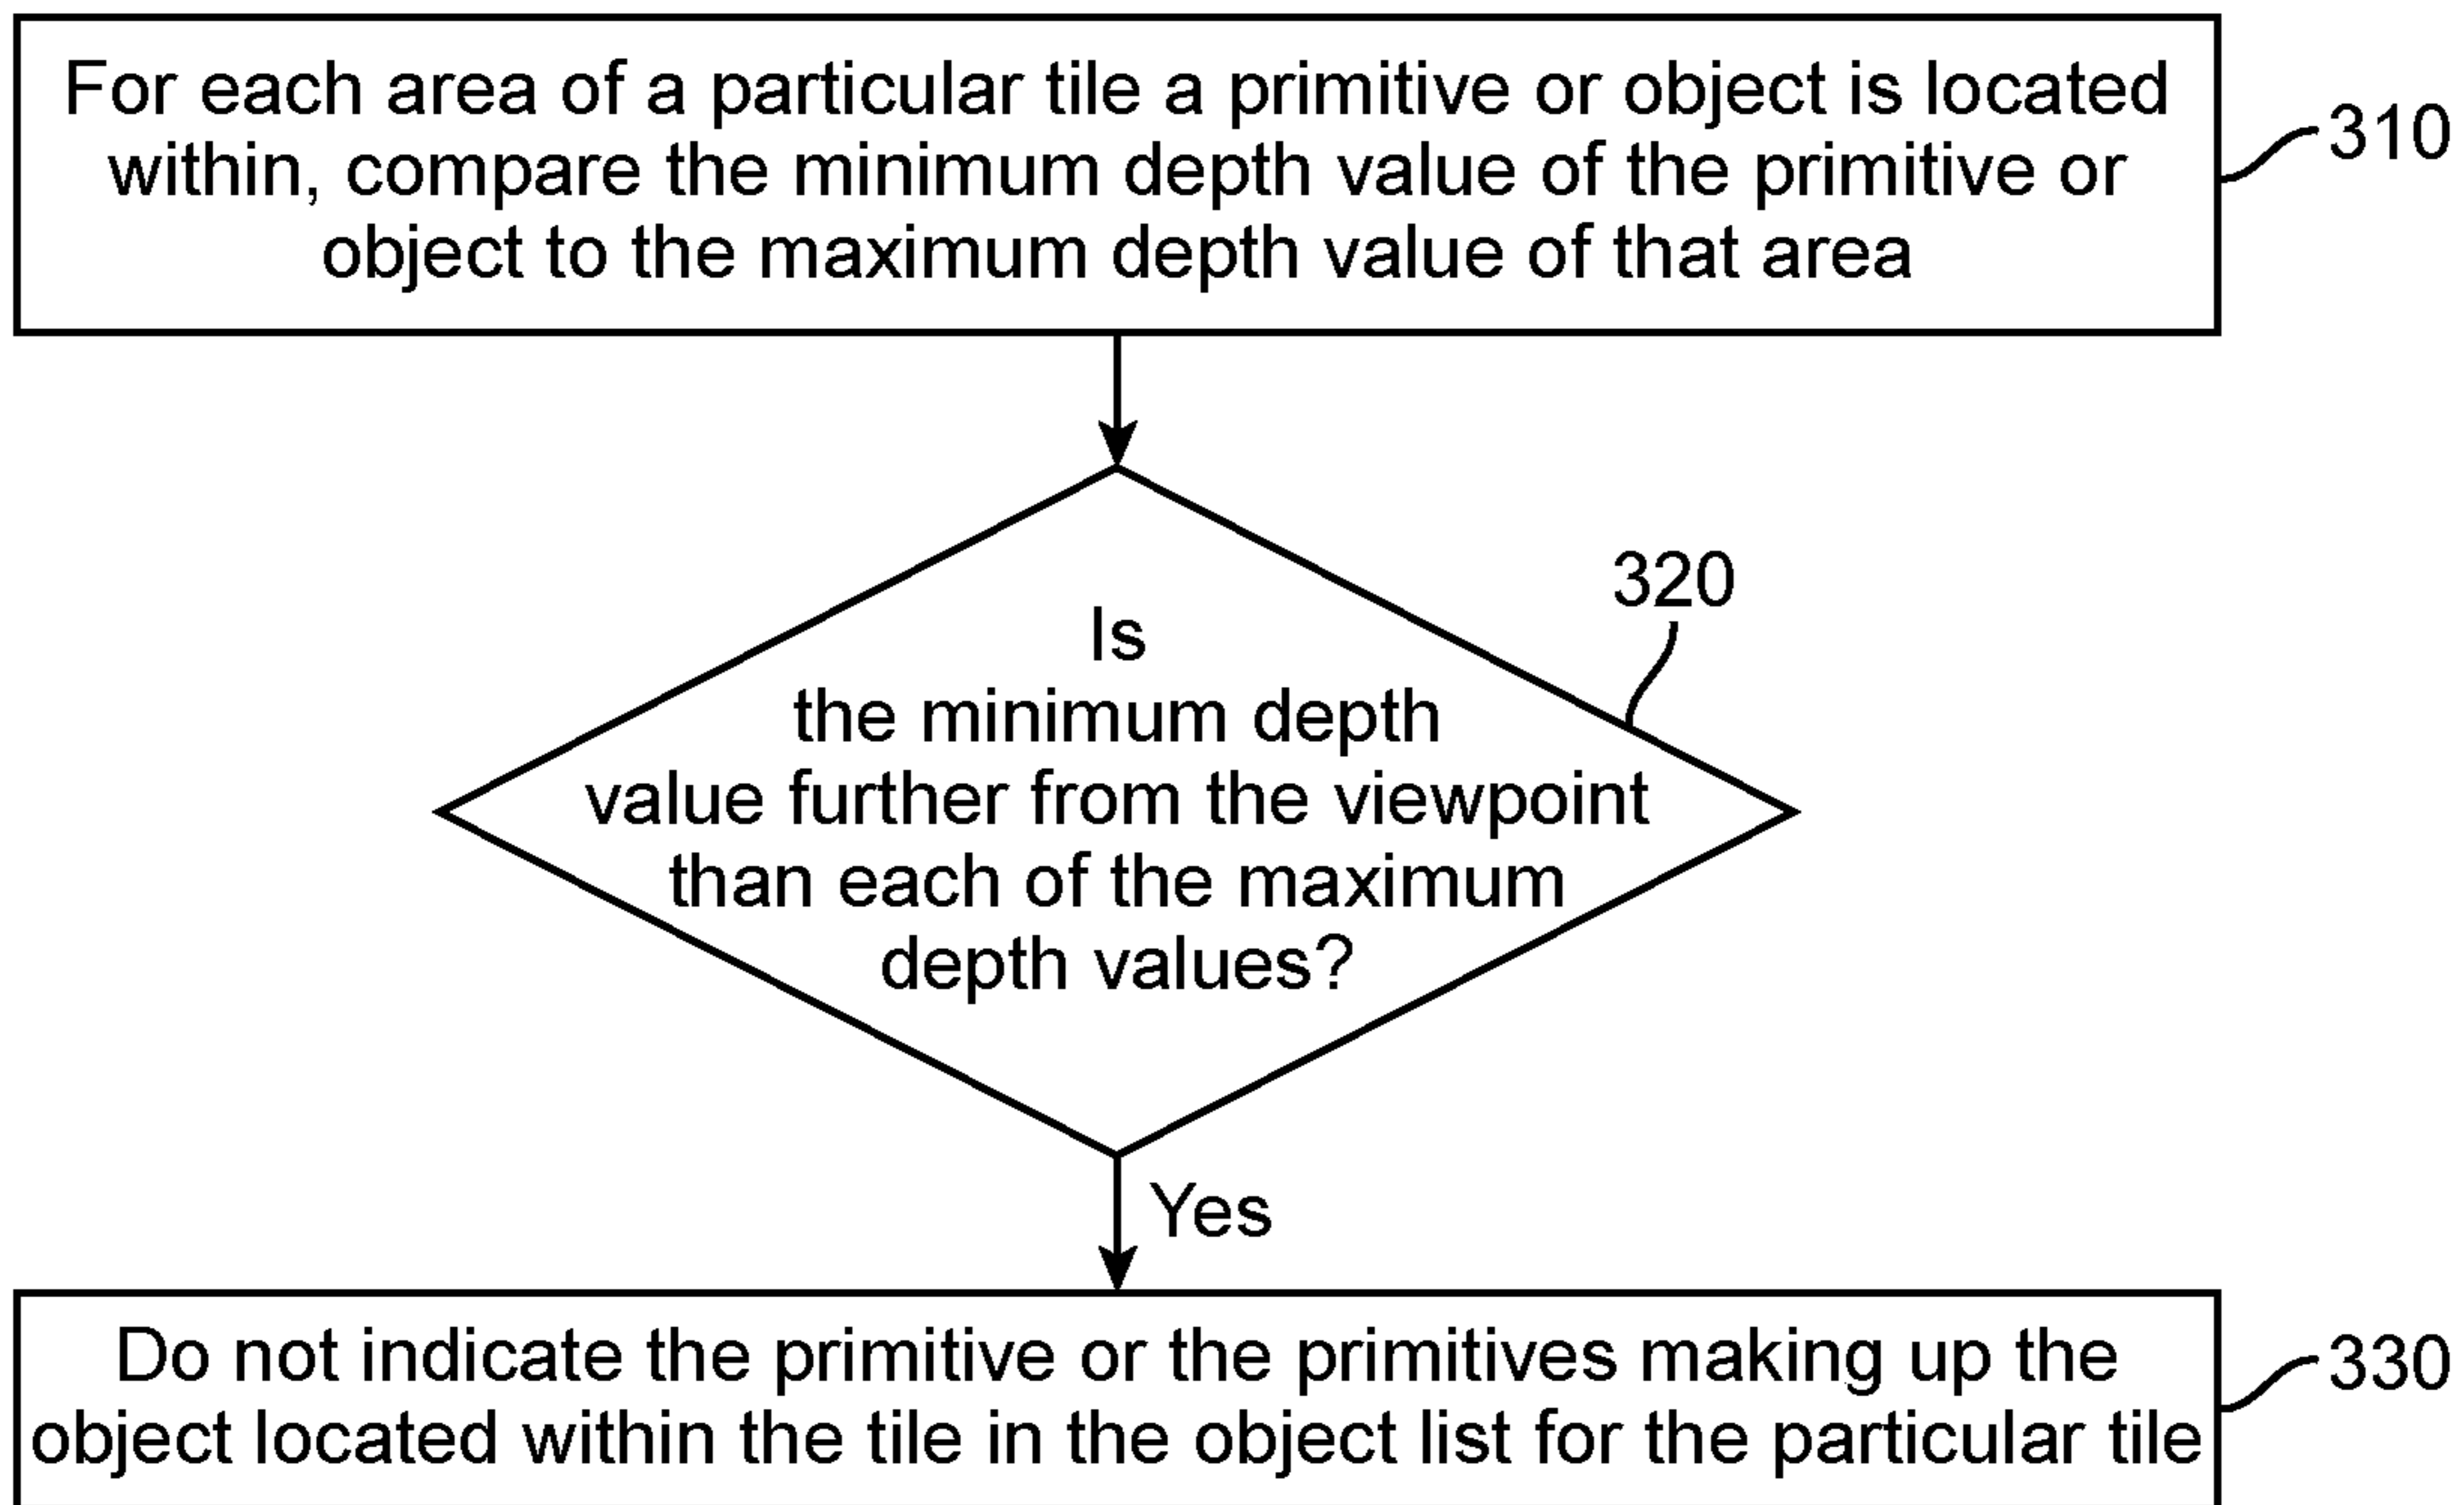 For each area of a particular tile a primitive or object is located
within, compare the minimum depth value of the primitive or
object to the maximum depth value of that area
310
320
Is
the minimum depth
value further from the viewpoint
than each of the maximum
depth values?
Yes
Do not indicate the primitive or the primitives making up the
object located within the tile in the object list for the particular tile
330